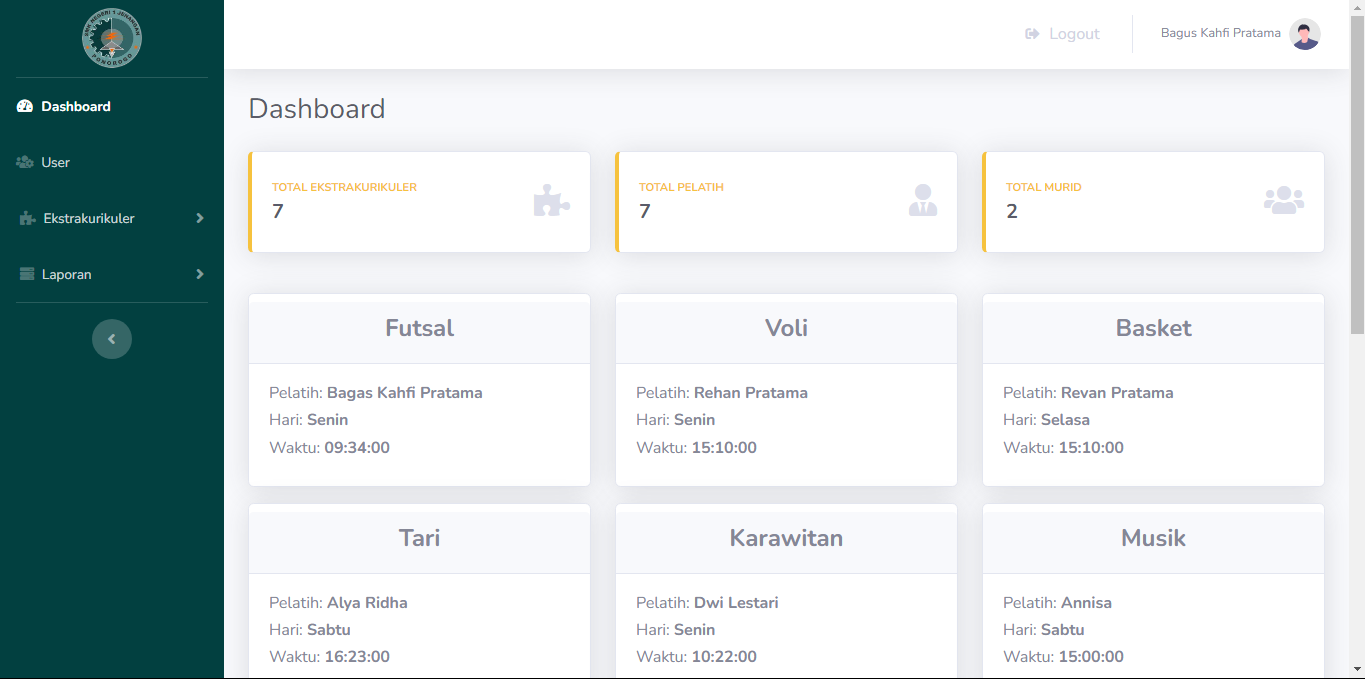 SMP NEGERI 1 JENANGAN
PONOROGO
Logout
Bagus Kahfi Pratama
Dashboard
User
Ekstrakurikuler
Laporan
Dashboard
TOTAL EKSTRAKURIKULER
7
TOTAL PELATIH
7
TOTAL MURID
2
Futsal
Pelatih: Bagas Kahfi Pratama
Hari: Senin
Waktu: 09:34:00
Voli
Pelatih: Rehan Pratama
Hari: Senin
Waktu: 15:10:00
Basket
Pelatih: Revan Pratama
Hari: Selasa
Waktu: 15:10:00
Tari
Pelatih: Alya Ridha
Hari: Sabtu
Waktu: 16:23:00
Karawitan
Pelatih: Dwi Lestari
Hari: Senin
Waktu: 10:22:00
Musik
Pelatih: Annisa
Hari: Sabtu
Waktu: 15:00:00